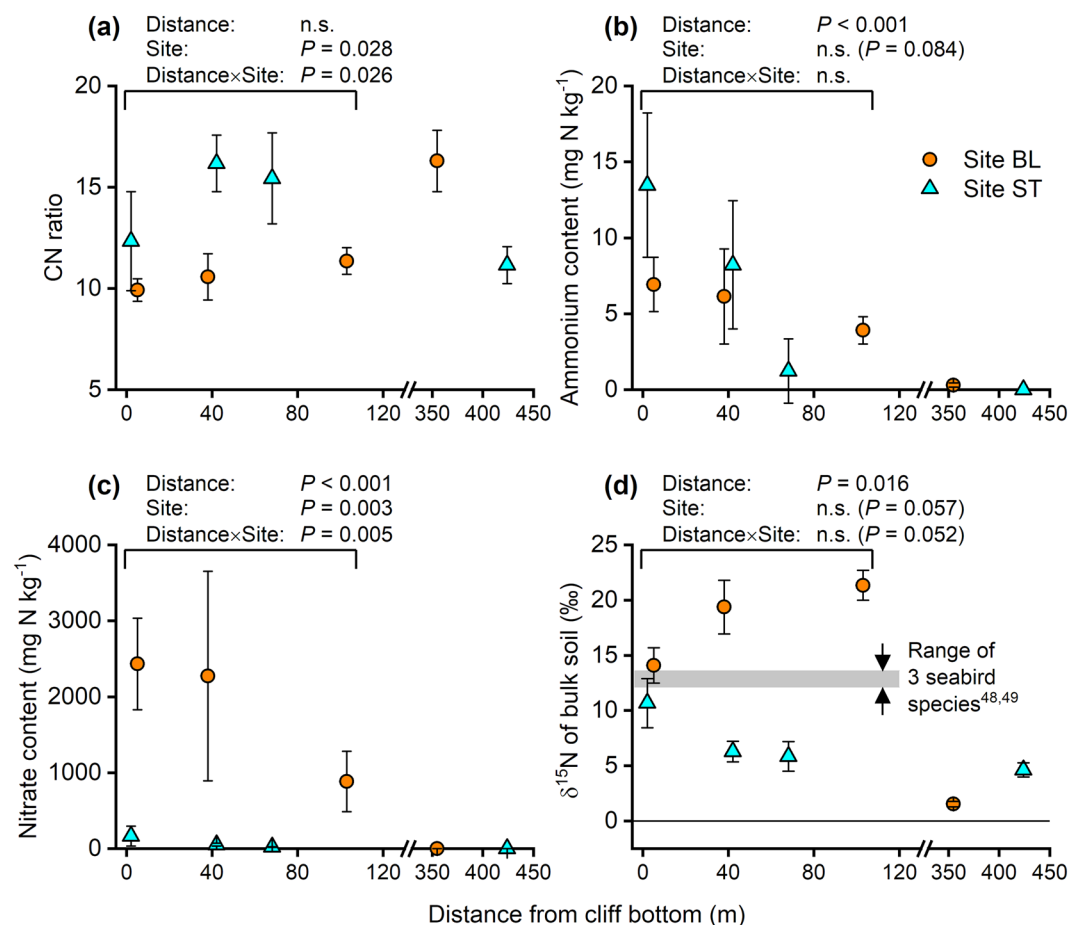 (a)
Distance: n.s.
Site: P = 0.028
Distance×Site: P = 0.026
20
15
10
5
CN ratio
0 40 80 120 350 400 450
(b)
Distance: P < 0.001
Site: n.s. (P = 0.084)
Distance×Site: n.s.
20
15
10
5
0
Ammonium content (mg N kg⁻¹)
Site BL
Site ST
0 40 80 120 350 400 450
(c)
Distance: P < 0.001
Site: P = 0.003
Distance×Site: P = 0.005
4000
3000
2000
1000
0
Nitrate content (mg N kg⁻¹)
0 40 80 120 350 400 450
(d)
Distance: P = 0.016
Site: n.s. (P = 0.057)
Distance×Site: n.s. (P = 0.052)
25
20
15
10
5
0
δ¹⁵N of bulk soil (‰)
Range of
3 seabird
species⁴⁸,⁴⁹
0 40 80 120 350 400 450
Distance from cliff bottom (m)